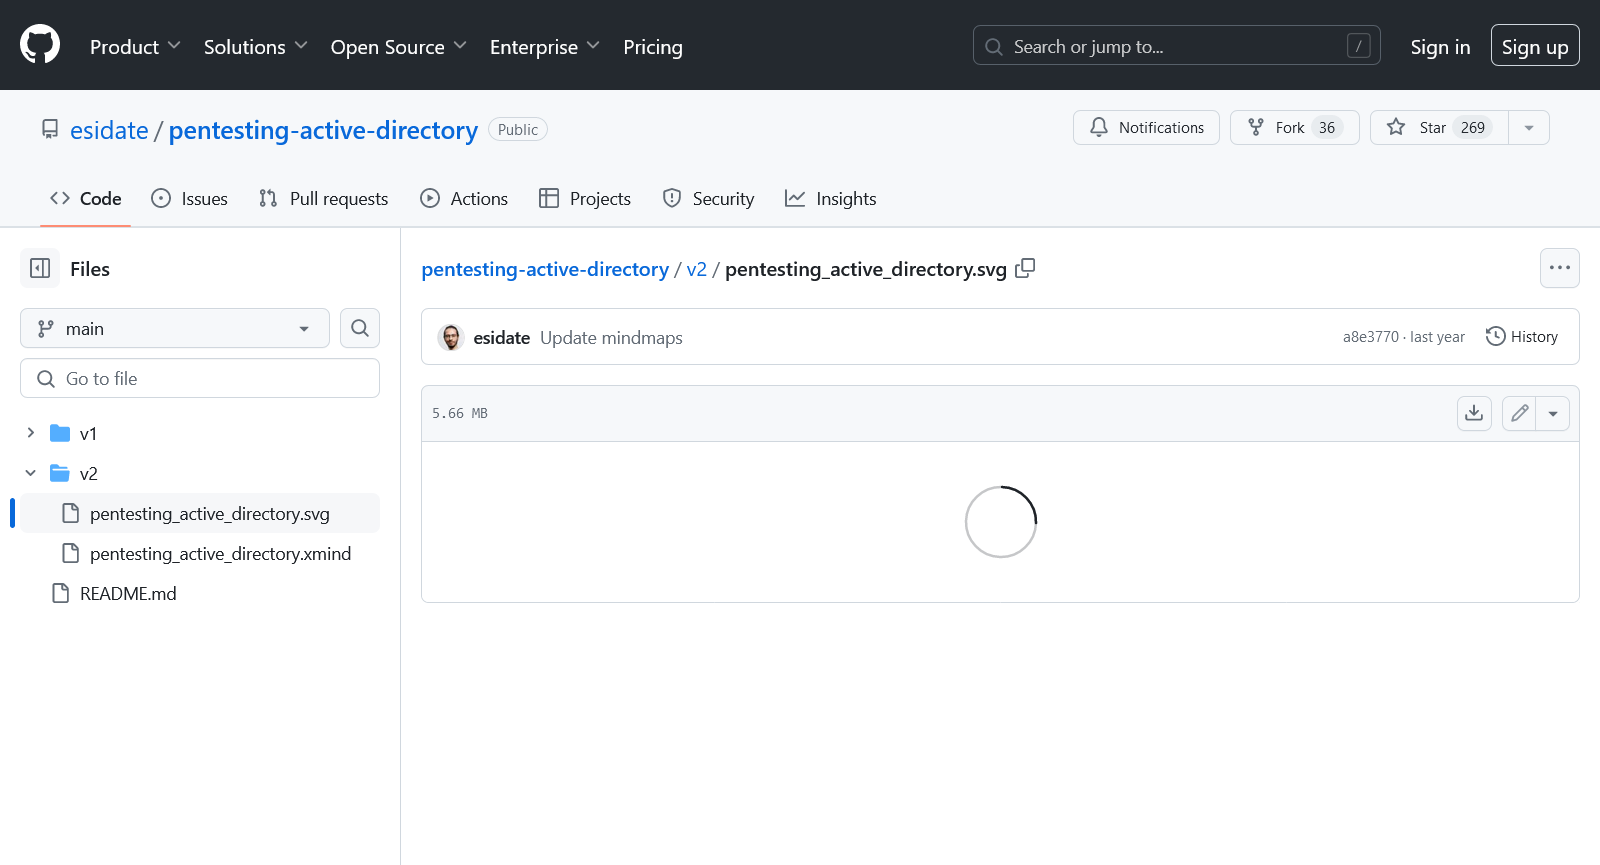 Product Solutions Open Source Enterprise Pricing Search or jump to... / Sign in Sign up
esidate / pentesting-active-directory Public Notifications Fork 36 Star 269
Code Issues Pull requests Actions Projects Security Insights
Files
main
Go to file
v1
v2
pentesting_active_directory.svg
pentesting_active_directory.xmind
README.md
pentesting-active-directory / v2 / pentesting_active_directory.svg
esidate Update mindmaps a8e3770 · last year History
5.66 MB